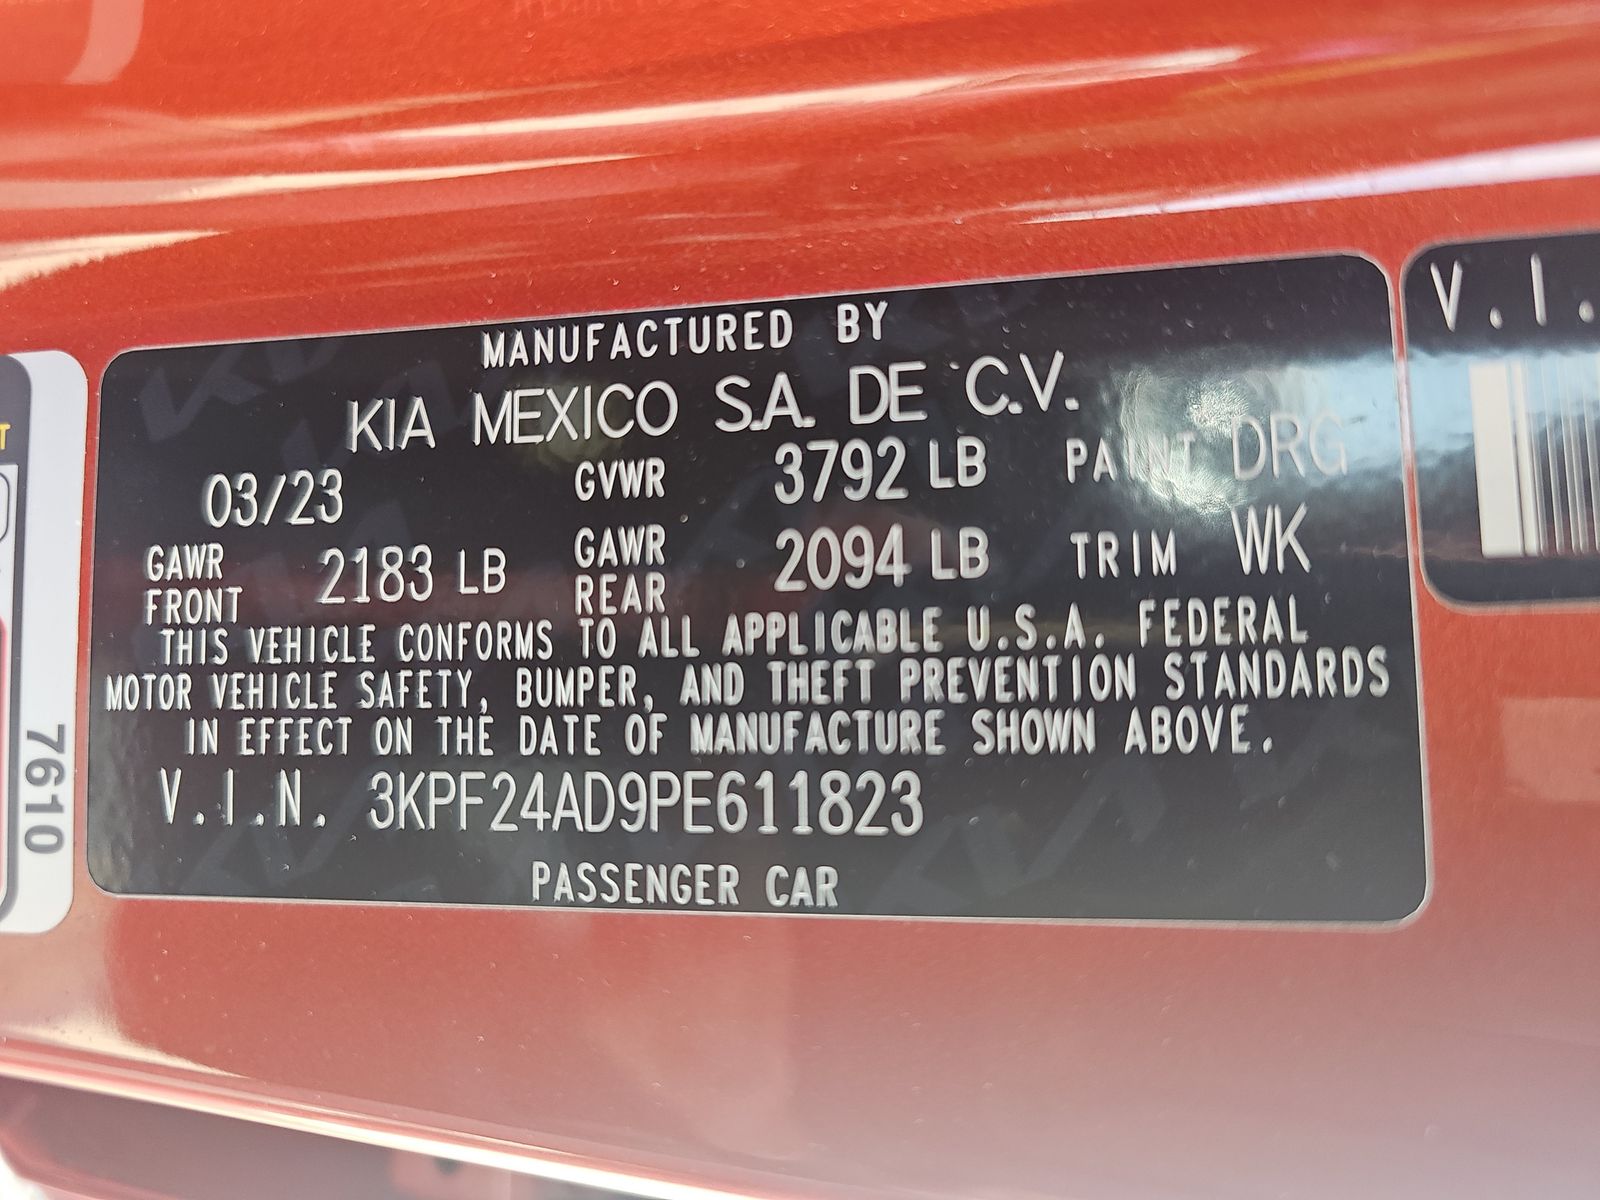 MANUFACTURED BY
KIA MEXICO S.A. DE C.V.
03/23 GVWR 3792 LB PAINT DRG
GAWR FRONT 2183 LB GAWR REAR 2094 LB TRIM WK
THIS VEHICLE CONFORMS TO ALL APPLICABLE U.S.A. FEDERAL
MOTOR VEHICLE SAFETY, BUMPER, AND THEFT PREVENTION STANDARDS
IN EFFECT ON THE DATE OF MANUFACTURE SHOWN ABOVE.
V.I.N. 3KPF24AD9PE611823
PASSENGER CAR
7610
V.I.